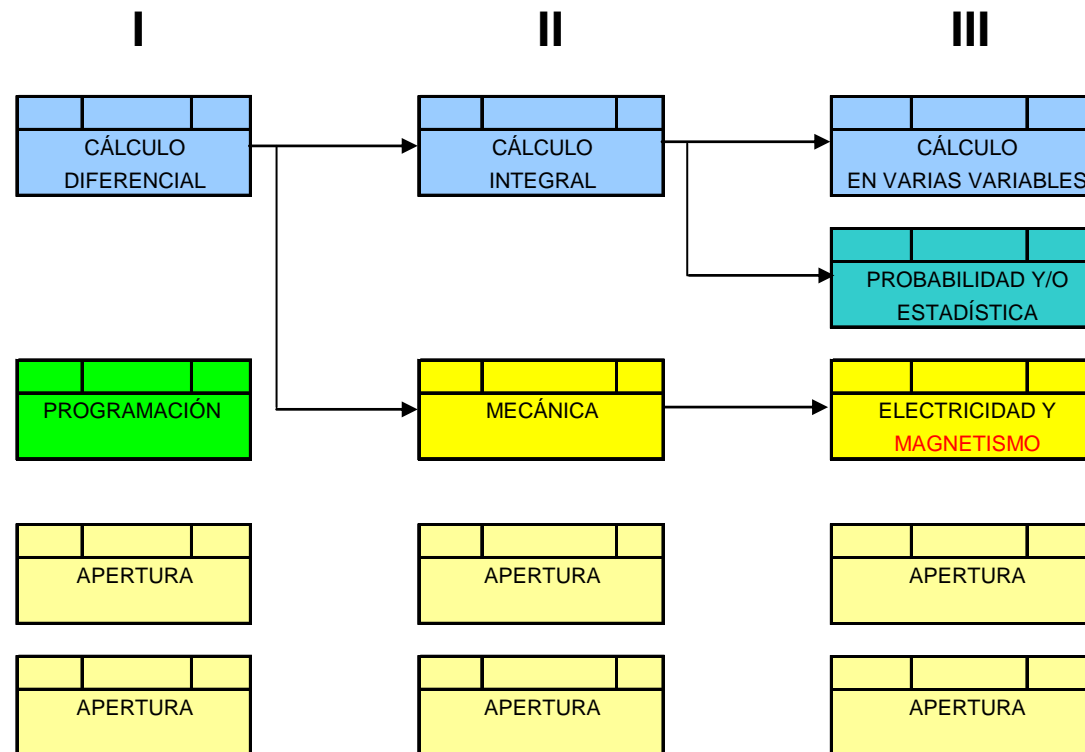 I II III
CÁLCULO
DIFERENCIAL
CÁLCULO
INTEGRAL
CÁLCULO
EN VARIAS VARIABLES
PROBABILIDAD Y/O
ESTADÍSTICA
PROGRAMACIÓN
MECÁNICA
ELECTRICIDAD Y
MAGNETISMO
APERTURA
APERTURA
APERTURA
APERTURA
APERTURA
APERTURA